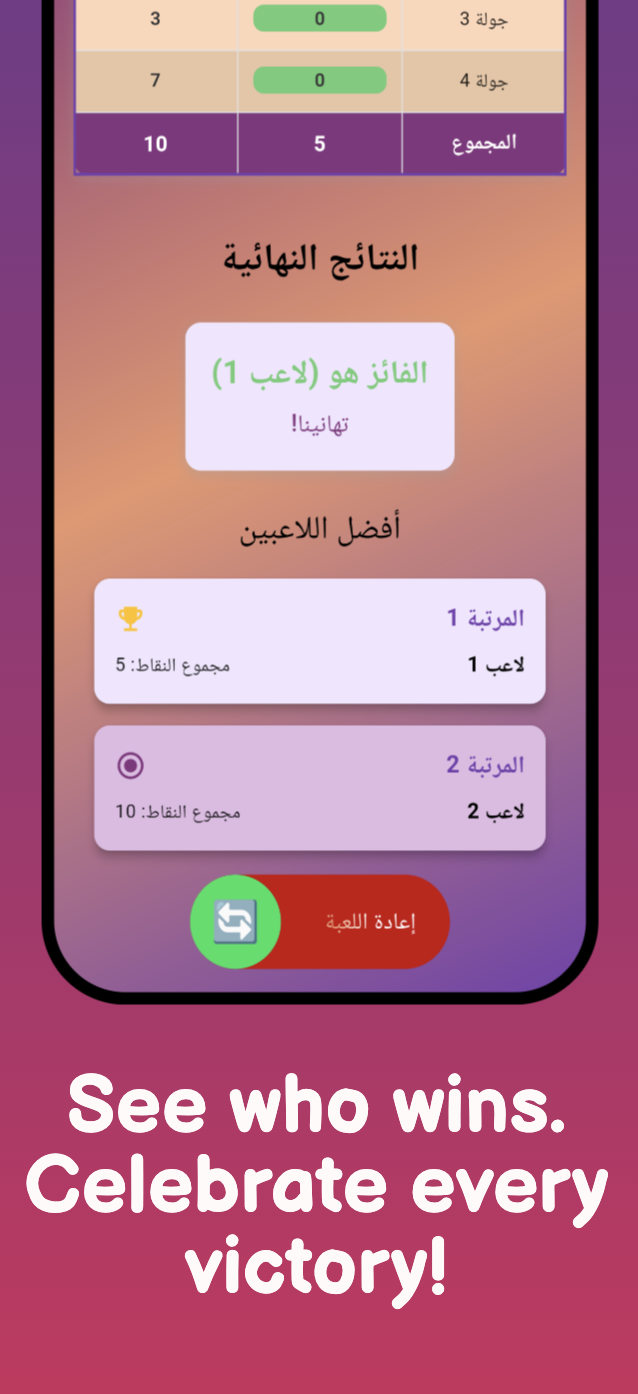 جولة 3 0 3
جولة 4 0 7
المجموع 5 10
النتائج النهائية
الفائز هو (لاعب 1)
تهانينا!
أفضل اللاعبين
المرتبة 1
لاعب 1 مجموع النقاط: 5
المرتبة 2
لاعب 2 مجموع النقاط: 10
إعادة اللعبة
See who wins.
Celebrate every
victory!